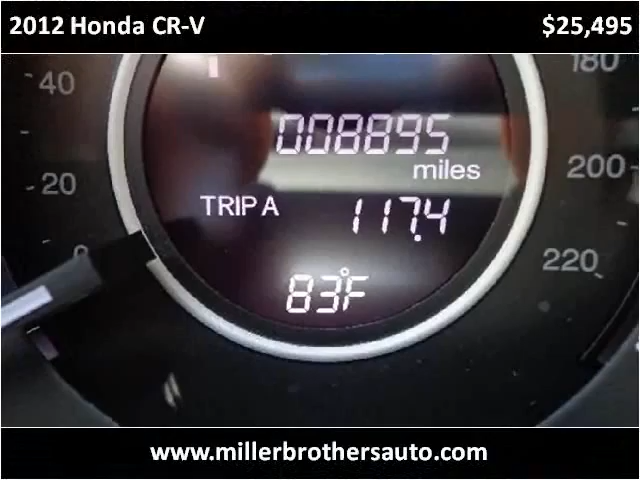 2012 Honda CR-V $25,495
40 180
008895
miles
20 200
TRIP A 117.4
0 220
83°F
www.millerbrothersauto.com